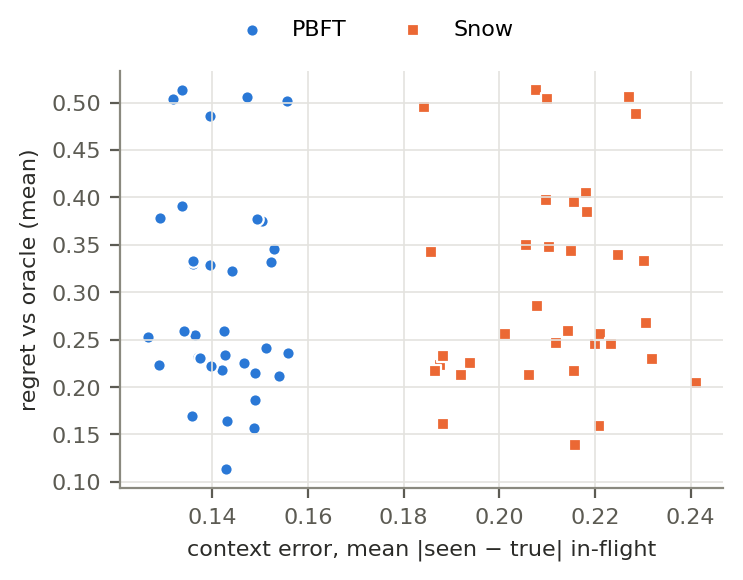 PBFT Snow
0.50
0.45
0.40
0.35
0.30
0.25
0.20
0.15
0.10
regret vs oracle (mean)
0.14 0.16 0.18 0.20 0.22 0.24
context error, mean |seen − true| in-flight